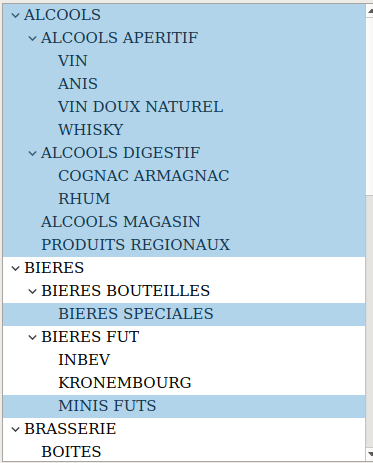 ALCOOLS
ALCOOLS APERITIF
VIN
ANIS
VIN DOUX NATUREL
WHISKY
ALCOOLS DIGESTIF
COGNAC ARMAGNAC
RHUM
ALCOOLS MAGASIN
PRODUITS REGIONAUX
BIERES
BIERES BOUTEILLES
BIERES SPECIALES
BIERES FUT
INBEV
KRONEMBOURG
MINIS FUTS
BRASSERIE
BOITES